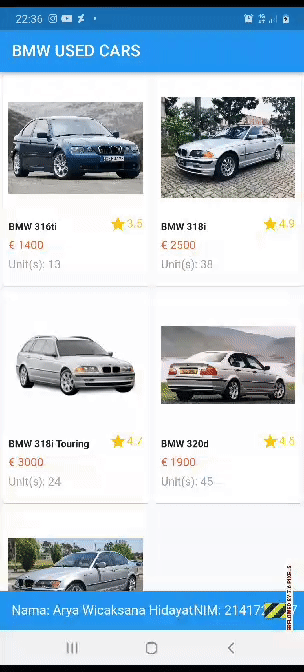 22:36
BMW USED CARS
BMW 316ti 3.5
€ 1400
Unit(s): 13
BMW 318i 4.9
€ 2500
Unit(s): 38
BMW 318i Touring 4.7
€ 3000
Unit(s): 24
BMW 320d 4.5
€ 1900
Unit(s): 45
Nama: Arya Wicaksana HidayatNIM: 214172